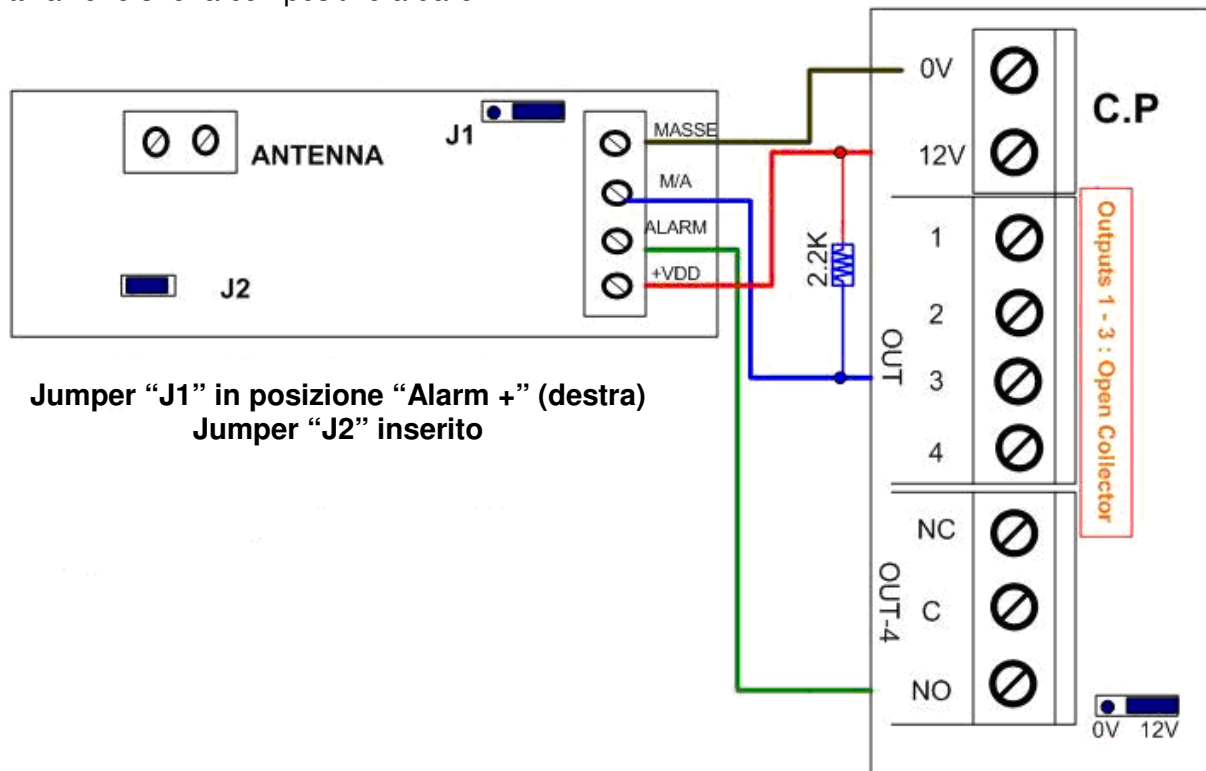 0V
C.P
J1
MASSE
ANTENNA
12V
M/A
1
ALARM
Outputs 1 - 3 : Open Collector
2.2K
+VDD
J2
2
OUT
3
Jumper “J1” in posizione “Alarm +” (destra)
Jumper “J2” inserito
4
NC
OUT-4
C
NO
0V 12V